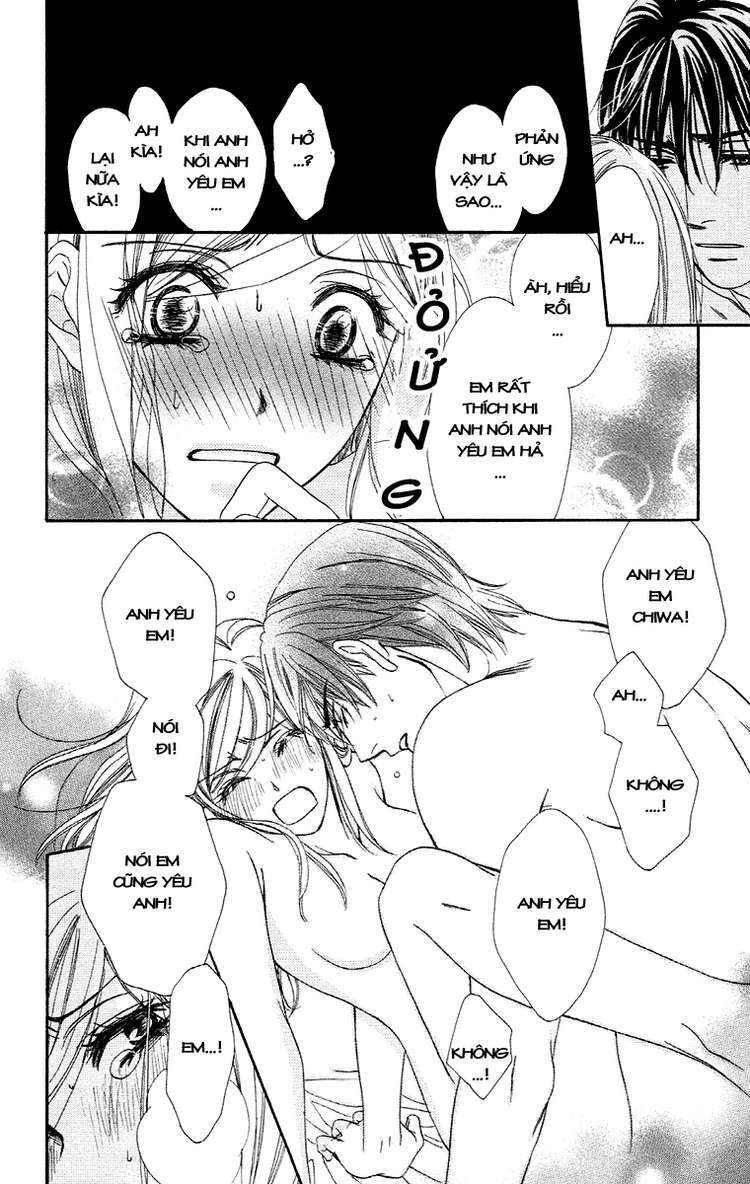 AH...
PHẢN
ỨNG
NHƯ
VẬY LÀ
SAO...
HỞ
...?
KHI ANH
NÓI ANH
YÊU EM
...
AH
KÌA!
LẠI
NỮA
KÌA!
ÀH, HIỂU
RỒI
...
EM RẤT
THÍCH KHI
ANH NÓI ANH
YÊU EM HẢ
...
ĐỎ ỬNG
ANH YÊU
EM
CHIWA!
AH...
KHÔNG
....!
ANH YÊU
EM!
KHÔNG
...!
ANH YÊU
EM!
NÓI
ĐI!
NÓI EM
CŨNG YÊU
ANH!
EM...!